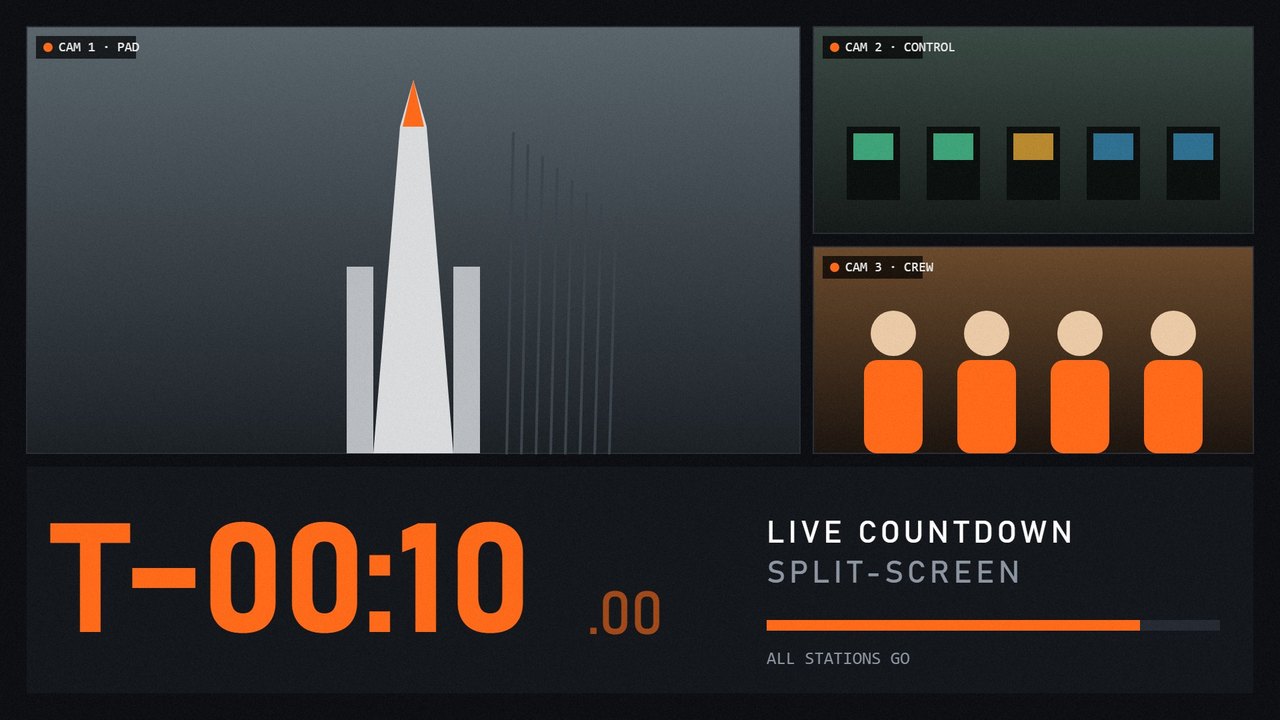 CAM 1 · PAD
CAM 2 · CONTROL
CAM 3 · CREW
T−00:10
.00
LIVE COUNTDOWN
SPLIT-SCREEN
ALL STATIONS GO